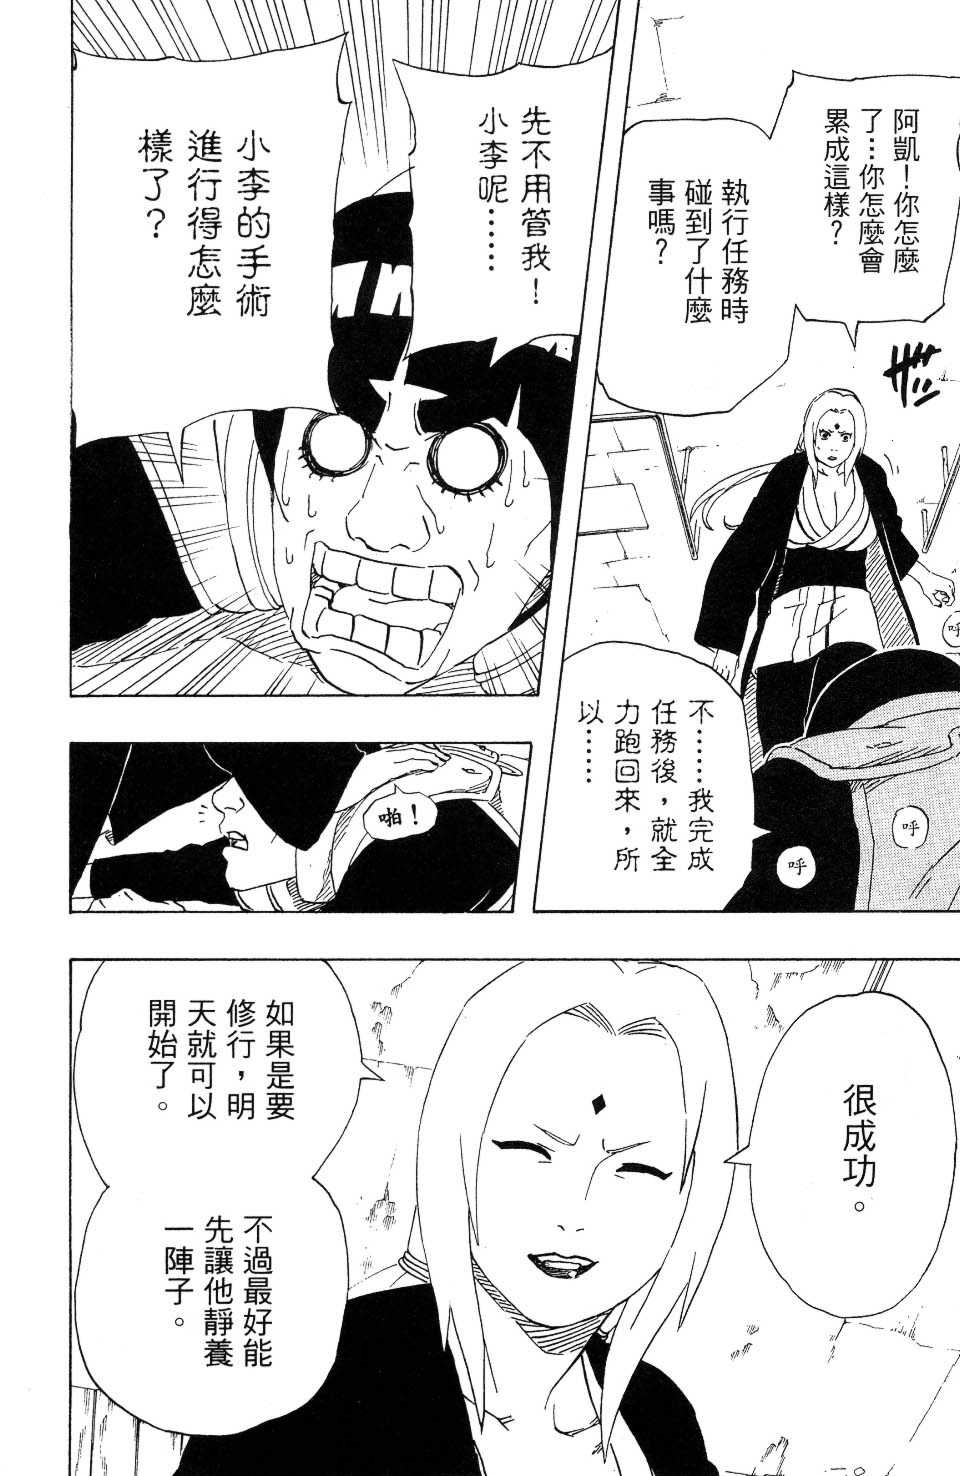 阿凱！你怎麼
了…你怎麼會
累成這樣？
執行任務時
碰到了什麼
事嗎？
ザッ
呼
不……我完成
任務後，就全
力跑回來，所
以……
呼
呼
先不用管我！
小李呢……
小李的手術
進行得怎麼
樣了？
啪！
很成功。
如果是要
修行，明
天就可以
開始了。
不過最好能
先讓他靜養
一陣子。